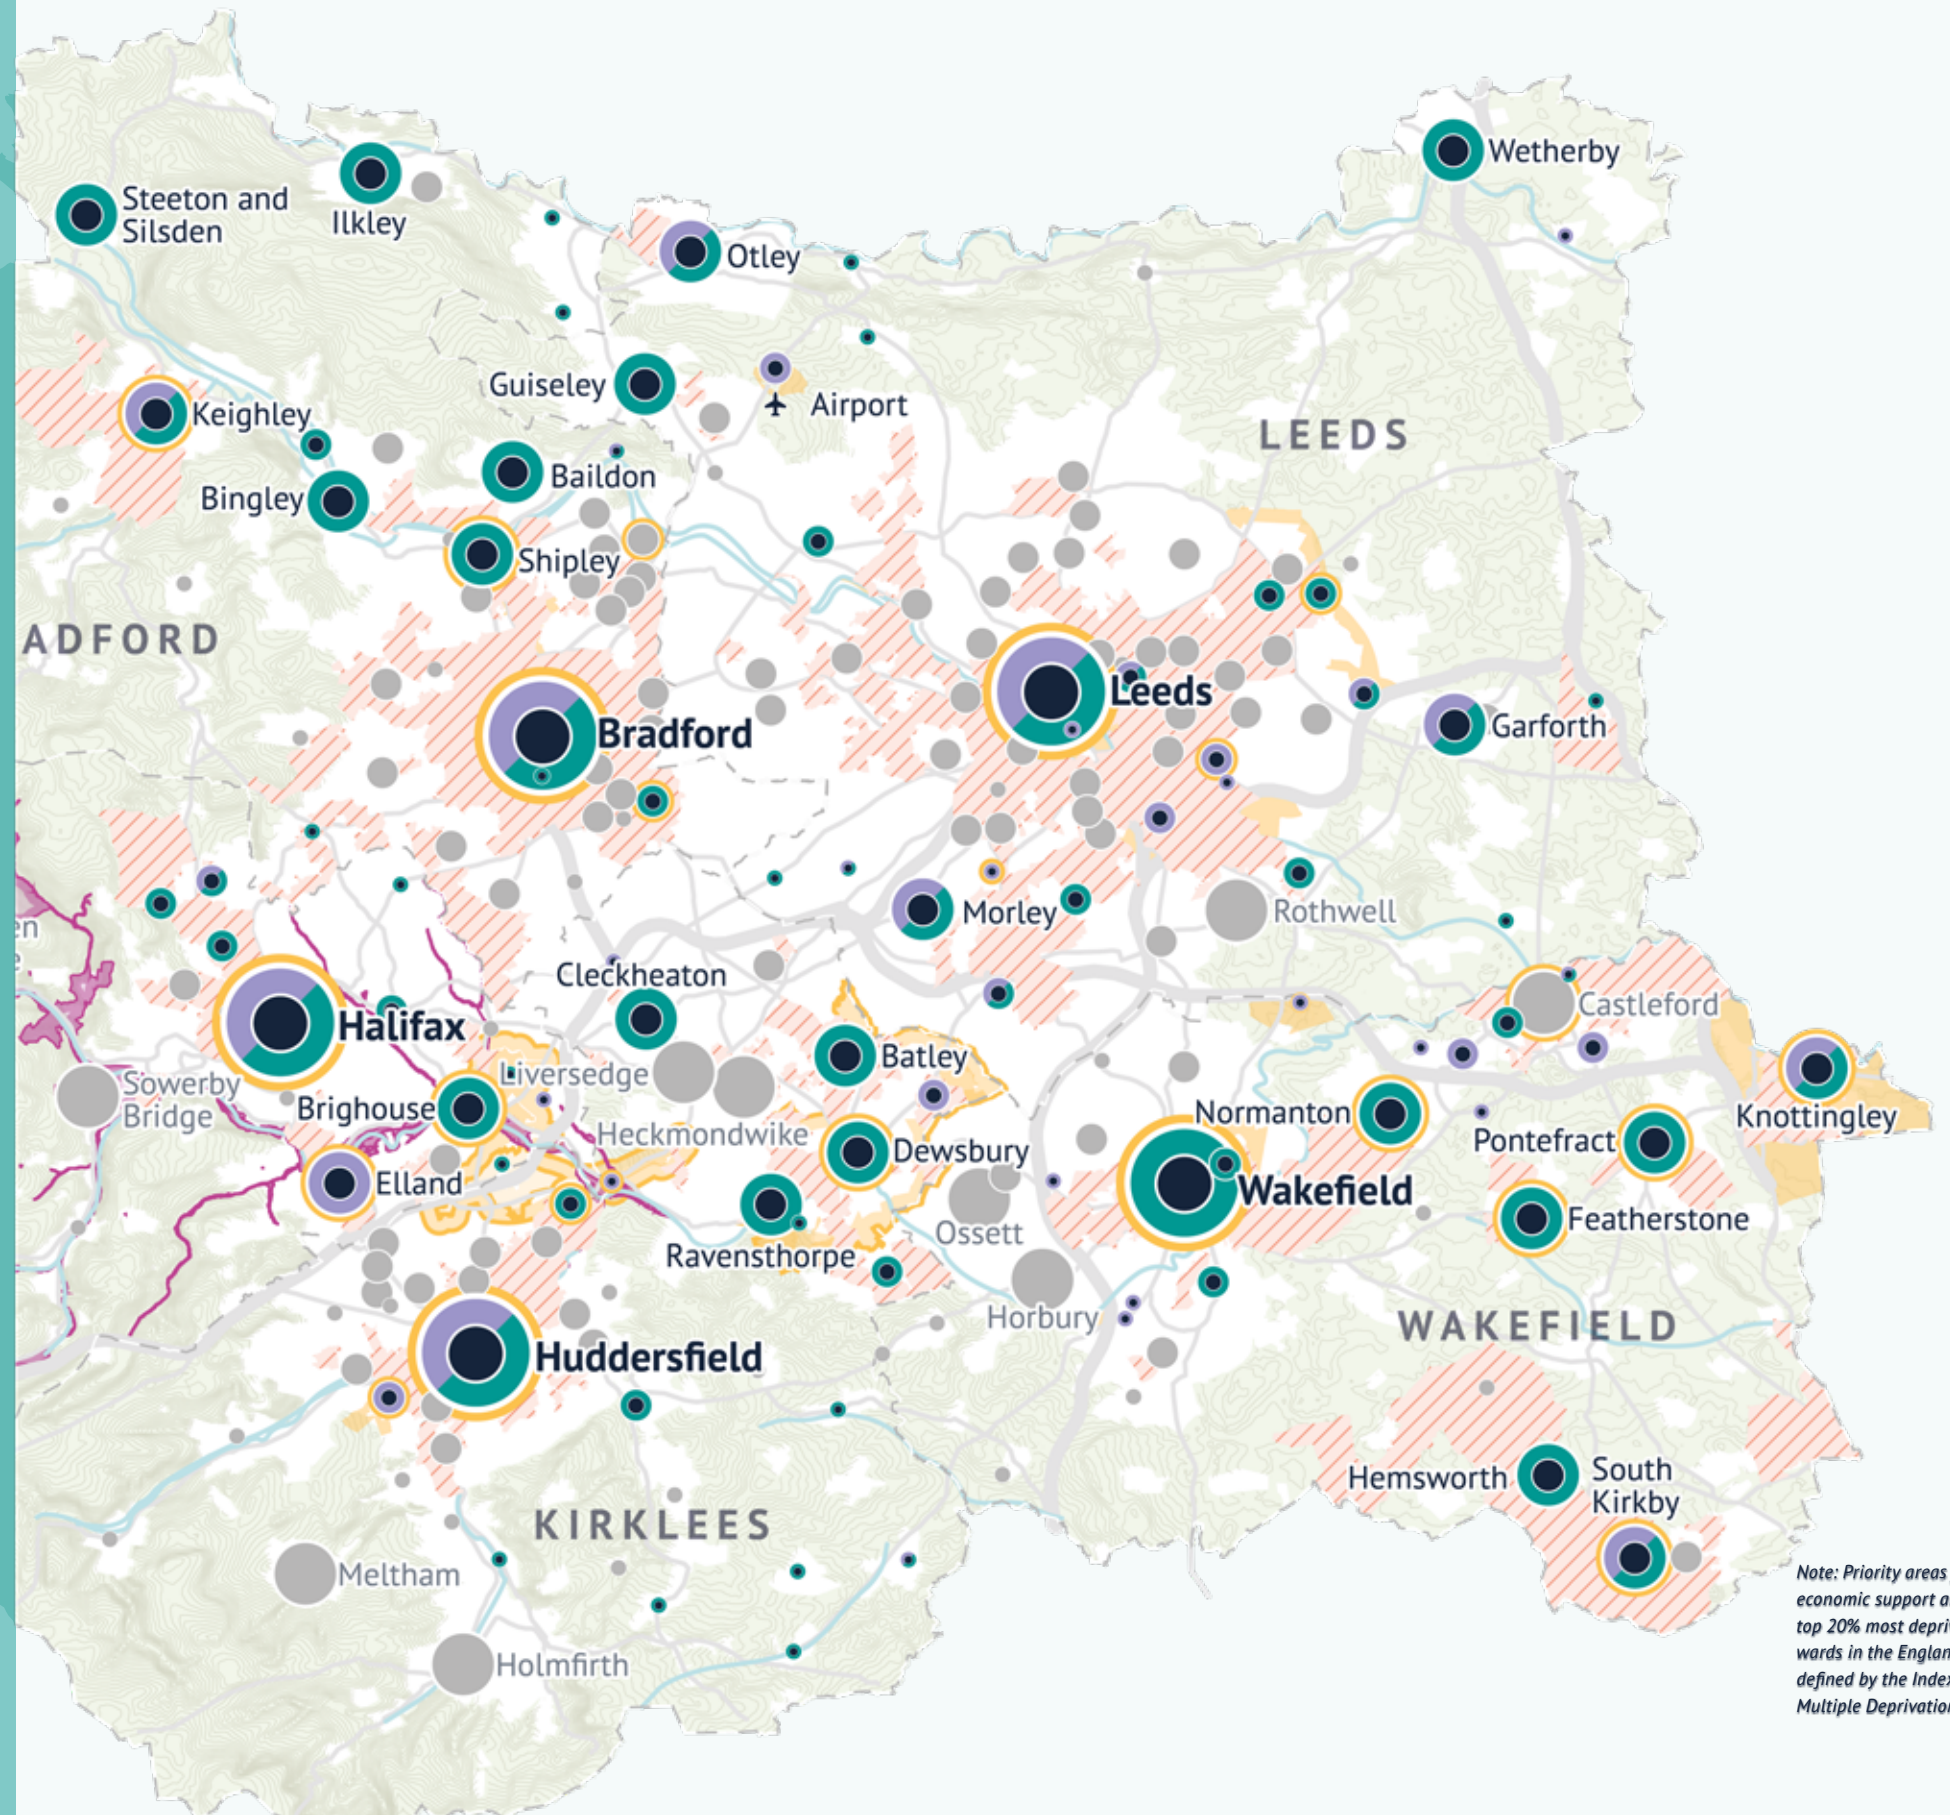 Wetherby
Steeton and
Silsden
Ilkley
Otley
Guiseley
Airport
Keighley
LEEDS
Baildon
Bingley
Shipley
ADFORD
Leeds
Garforth
Bradford
Morley
Rothwell
en
Cleckheaton
e
Castleford
Halifax
Batley
Liversedge
Sowerby
Bridge
Brighouse
Normanton
Knottingley
Heckmondwike
Pontefract
Dewsbury
Elland
Wakefield
Featherstone
Ossett
Ravensthorpe
Horbury
WAKEFIELD
Huddersfield
Hemsworth
South
Kirkby
KIRKLEES
Meltham
Holmfirth
Note: Priority areas
economic support a
top 20% most depri
wards in the Englan
defined by the Index
Multiple Deprivation